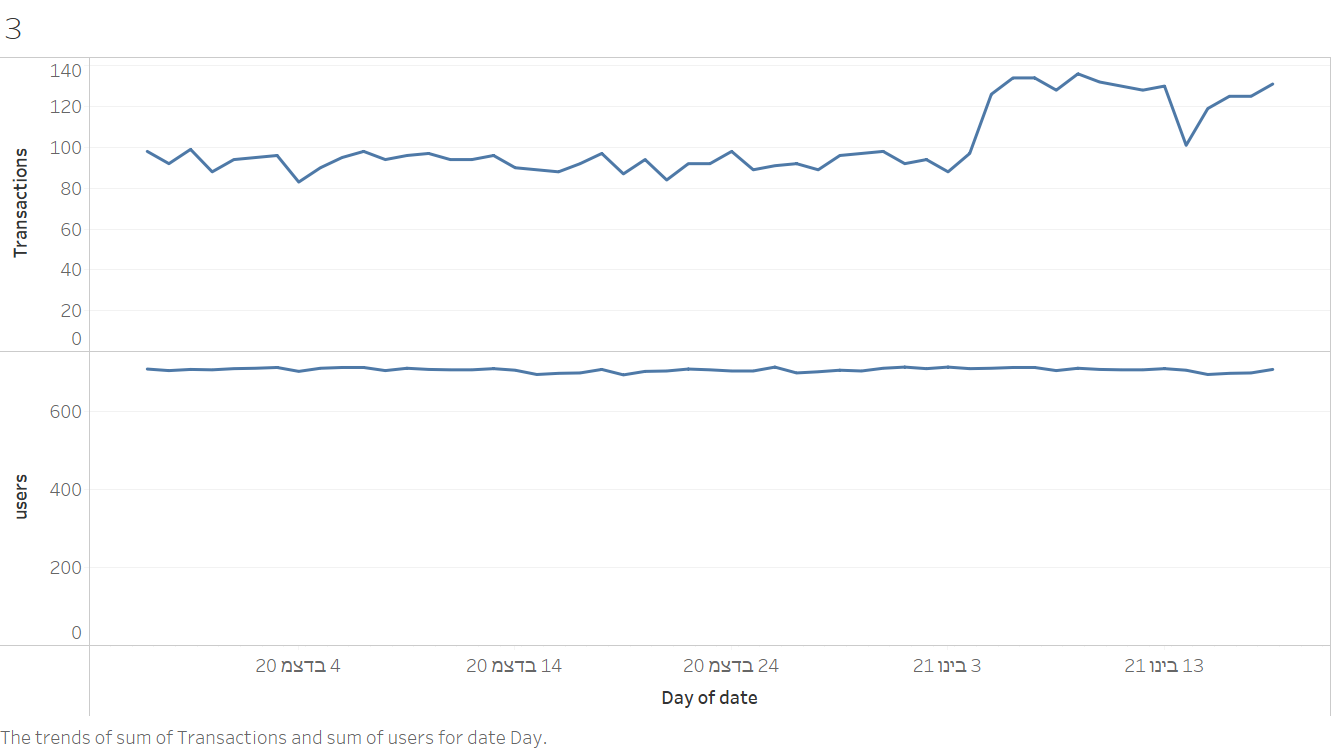 3
Transactions
140
120
100
80
60
40
20
0
users
600
400
200
0
4 בדצמ 20
14 בדצמ 20
24 בדצמ 20
3 בינו 21
13 בינו 21
Day of date
The trends of sum of Transactions and sum of users for date Day.